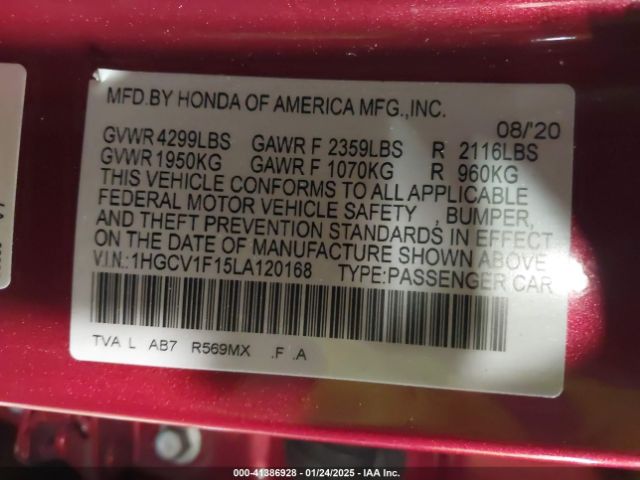 MFD.BY HONDA OF AMERICA MFG.,INC.
08/'20
GVWR 4299LBS GAWR F 2359LBS R 2116LBS
GVWR 1950KG GAWR F 1070KG R 960KG
THIS VEHICLE CONFORMS TO ALL APPLICABLE
FEDERAL MOTOR VEHICLE SAFETY , BUMPER,
AND THEFT PREVENTION STANDARDS IN EFFECT
ON THE DATE OF MANUFACTURE SHOWN ABOVE
V.I.N.:1HGCV1F15LA120168 TYPE:PASSENGER CAR
TVA L AB7 R569MX .F .A
000-41386928 - 01/24/2025 - IAA Inc.